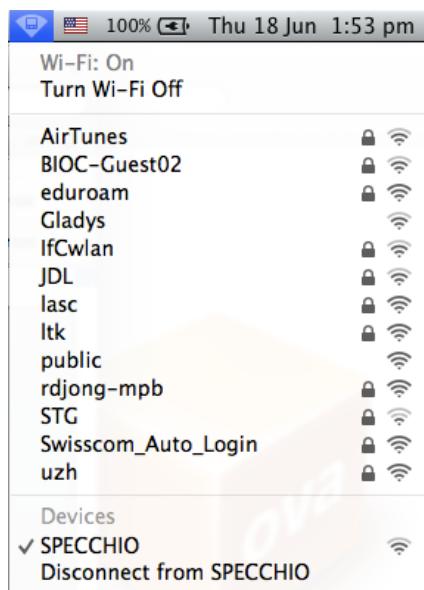 100% Thu 18 Jun 1:53 pm
Wi-Fi: On
Turn Wi-Fi Off
AirTunes
BIOC-Guest02
eduroam
Gladys
IfCwlan
JDL
lasc
ltk
public
rdjong-mpb
STG
Swisscom_Auto_Login
uzh
ova
Devices
SPECCHIO
Disconnect from SPECCHIO